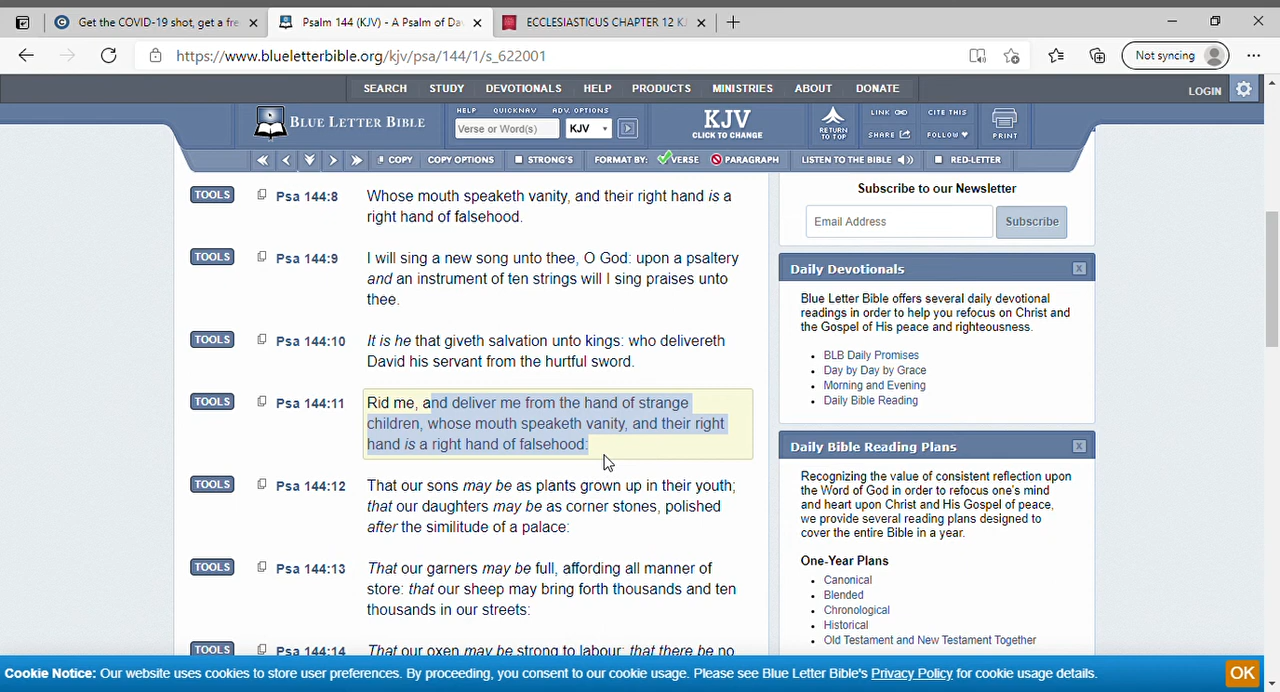 Get the COVID-19 shot, get a fre
Psalm 144 (KJV) - A Psalm of Da
ECCLESIASTICUS CHAPTER 12 K
https://www.blueletterbible.org/kjv/psa/144/1/s_622001
Not syncing
SEARCH STUDY DEVOTIONALS HELP PRODUCTS MINISTRIES ABOUT DONATE
LOGIN
BLUE LETTER BIBLE
HELP QUICKNAV ADV. OPTIONS
Verse or Word(s) KJV
KJV
CLICK TO CHANGE
RETURN
TO TOP
LINK CITE THIS
SHARE FOLLOW
PRINT
COPY COPY OPTIONS STRONG'S FORMAT BY: VERSE PARAGRAPH LISTEN TO THE BIBLE RED-LETTER
TOOLS Psa 144:8 Whose mouth speaketh vanity, and their right hand is a
right hand of falsehood.
TOOLS Psa 144:9 I will sing a new song unto thee, O God: upon a psaltery
and an instrument of ten strings will I sing praises unto
thee.
TOOLS Psa 144:10 It is he that giveth salvation unto kings: who delivereth
David his servant from the hurtful sword.
TOOLS Psa 144:11 Rid me, and deliver me from the hand of strange
children, whose mouth speaketh vanity, and their right
hand is a right hand of falsehood:
TOOLS Psa 144:12 That our sons may be as plants grown up in their youth;
that our daughters may be as corner stones, polished
after the similitude of a palace:
TOOLS Psa 144:13 That our garners may be full, affording all manner of
store: that our sheep may bring forth thousands and ten
thousands in our streets:
TOOLS Psa 144:14 That our oxen may be strong to labour; that there be no
Subscribe to our Newsletter
Email Address Subscribe
Daily Devotionals X
Blue Letter Bible offers several daily devotional
readings in order to help you refocus on Christ and
the Gospel of His peace and righteousness.
BLB Daily Promises
Day by Day by Grace
Morning and Evening
Daily Bible Reading
Daily Bible Reading Plans X
Recognizing the value of consistent reflection upon
the Word of God in order to refocus one's mind
and heart upon Christ and His Gospel of peace,
we provide several reading plans designed to
cover the entire Bible in a year.
One-Year Plans
Canonical
Blended
Chronological
Historical
Old Testament and New Testament Together
Cookie Notice: Our website uses cookies to store user preferences. By proceeding, you consent to our cookie usage. Please see Blue Letter Bible's Privacy Policy for cookie usage details. OK